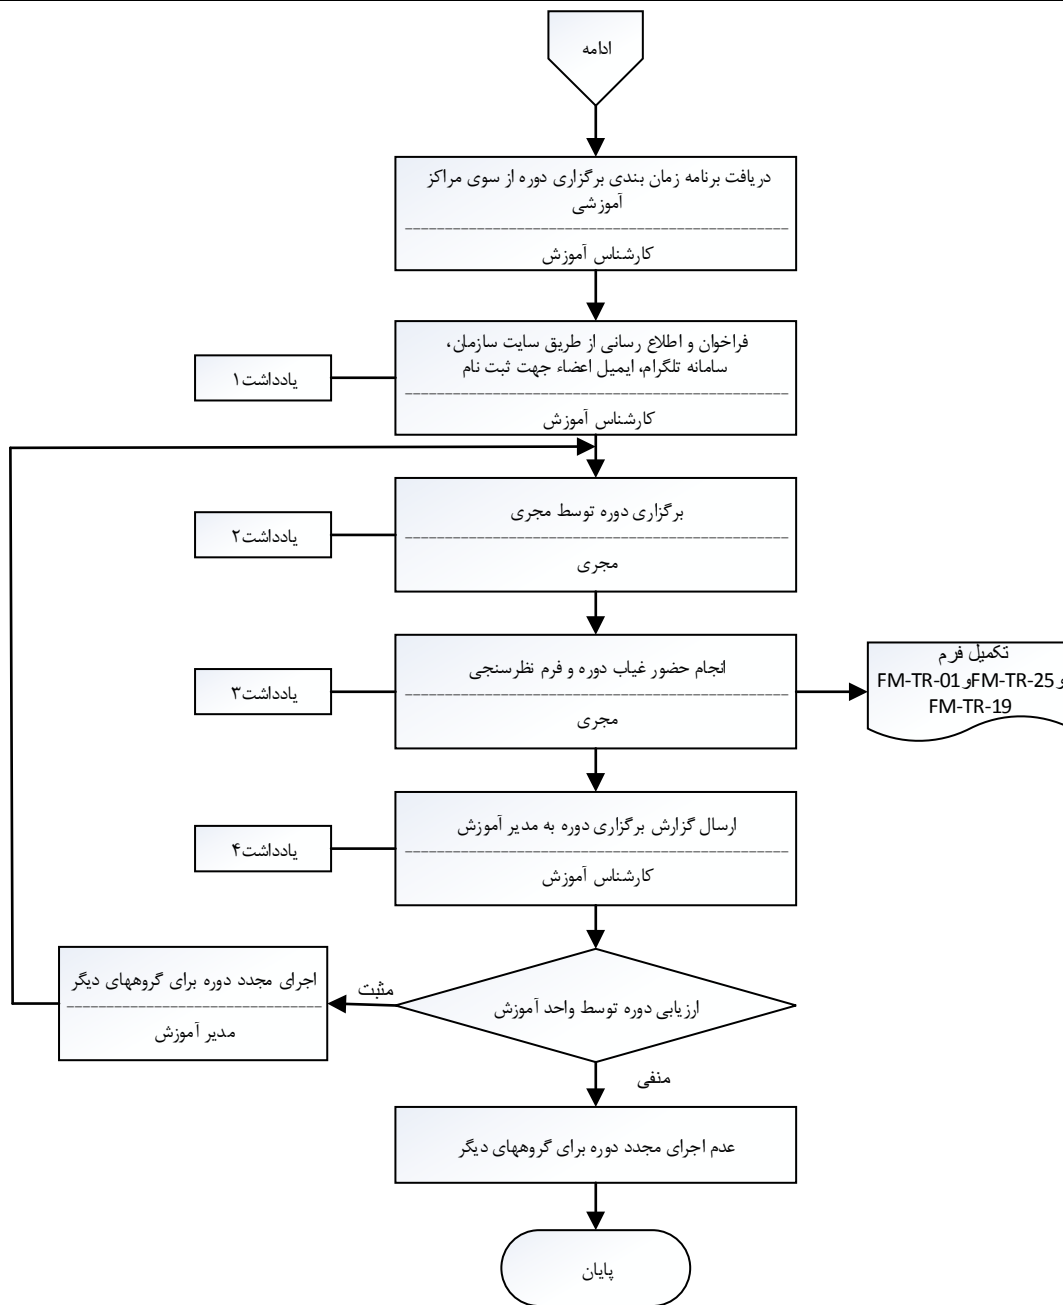 ادامه
دریافت برنامه زمان بندی برگزاری دوره از سوی مراکز
آموزشی
کارشناس آموزش
فراخوان و اطلاع رسانی از طریق سایت سازمان،
سامانه تلگرام، ایمیل اعضاء جهت ثبت نام
کارشناس آموزش
یادداشت۱
برگزاری دوره توسط مجری
مجری
یادداشت۲
انجام حضور غیاب دوره و فرم نظرسنجی
مجری
یادداشت۳
تکمیل فرم
FM-TR-01و FM-TR-25و
FM-TR-19
ارسال گزارش برگزاری دوره به مدیر آموزش
کارشناس آموزش
یادداشت۴
ارزیابی دوره توسط واحد آموزش
مثبت
اجرای مجدد دوره برای گروههای دیگر
مدیر آموزش
منفی
عدم اجرای مجدد دوره برای گروههای دیگر
پایان